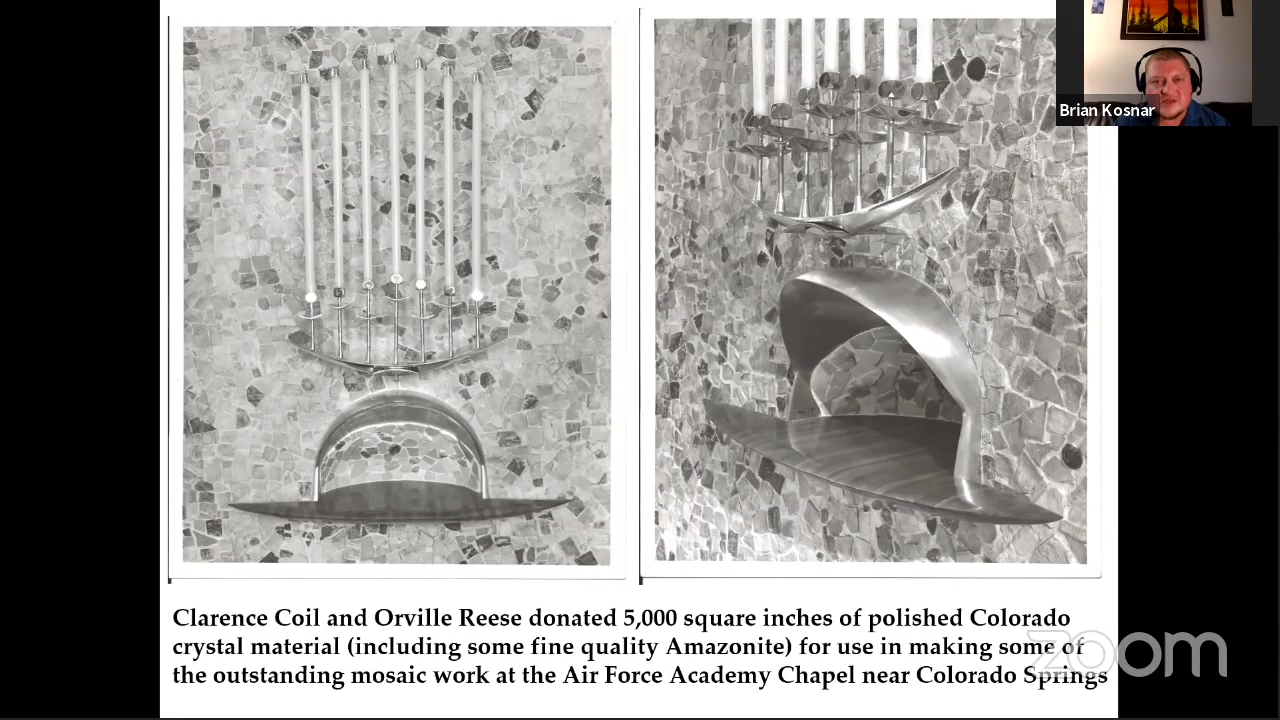 Brian Kosnar
Clarence Coil and Orville Reese donated 5,000 square inches of polished Colorado
crystal material (including some fine quality Amazonite) for use in making some of
the outstanding mosaic work at the Air Force Academy Chapel near Colorado Springs
zoom